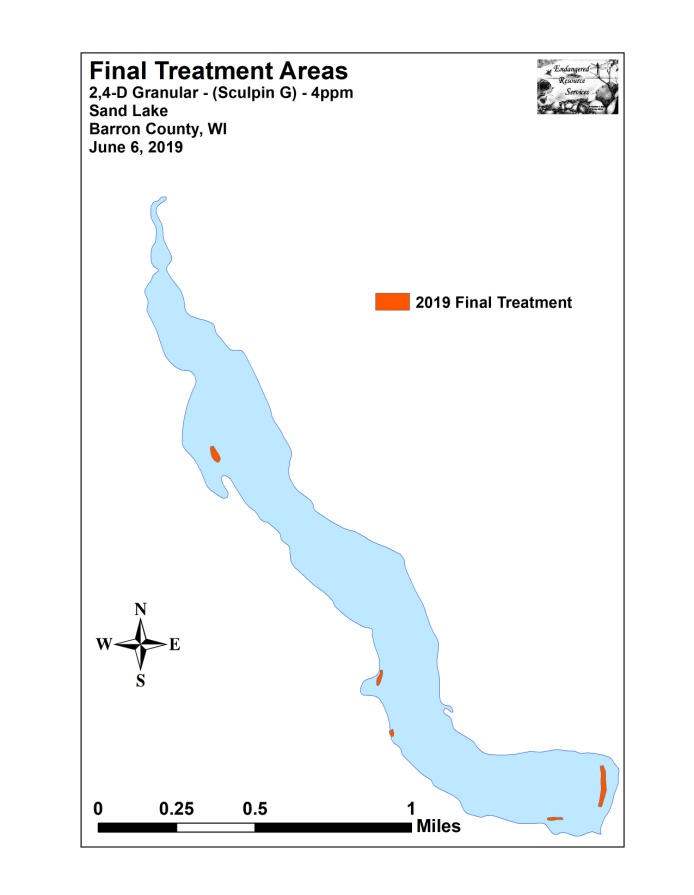 Final Treatment Areas
2,4-D Granular - (Sculpin G) - 4ppm
Sand Lake
Barron County, WI
June 6, 2019
Endangered
Resource
Services
2019 Final Treatment
N
W E
S
0 0.25 0.5 1
Miles